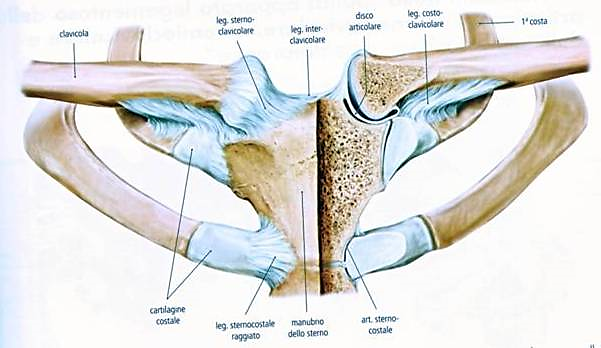 clavicola
leg. sterno-
clavicolare
leg. inter-
clavicolare
disco
articolare
leg. costo-
clavicolare
1ª costa
cartilagine
costale
leg. sternocostale
raggiato
manubrio
dello sterno
art. sterno-
costale